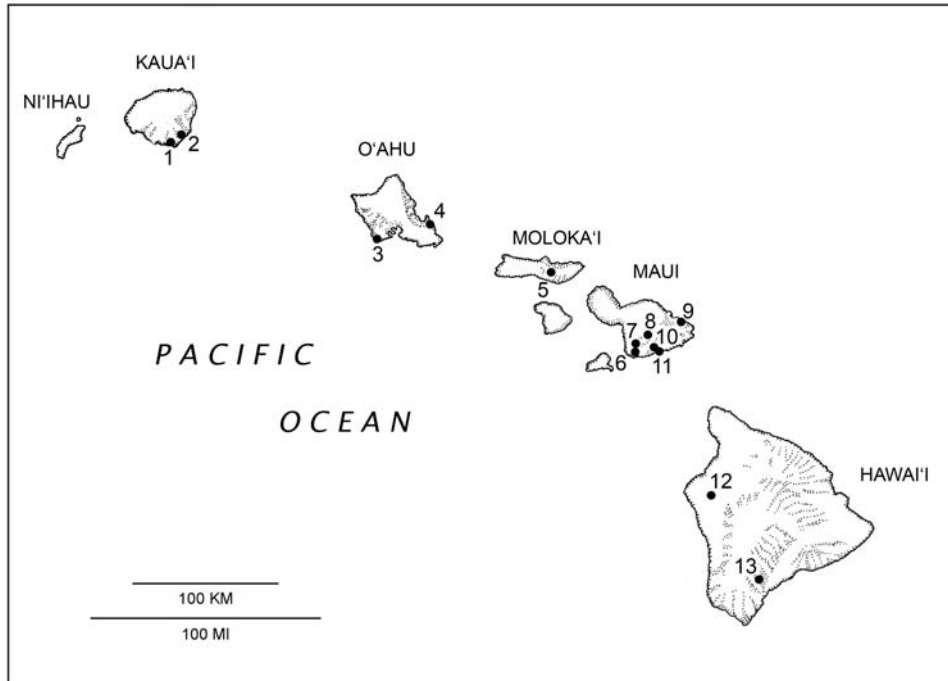 KAUA‘I
NI‘IHAU
1
2
O‘AHU
4
3
MOLOKA‘I
5
MAUI
9
8
7
10
6
11
PACIFIC
OCEAN
HAWAI‘I
12
13
100 KM
100 MI